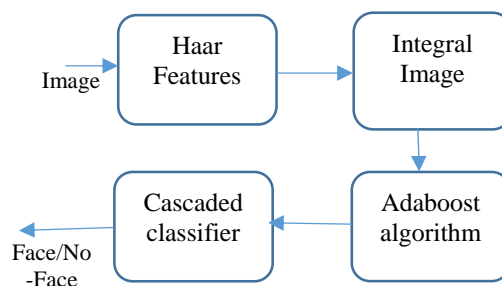 Image
Haar
Features
Integral
Image
Adaboost
algorithm
Cascaded
classifier
Face/No
-Face